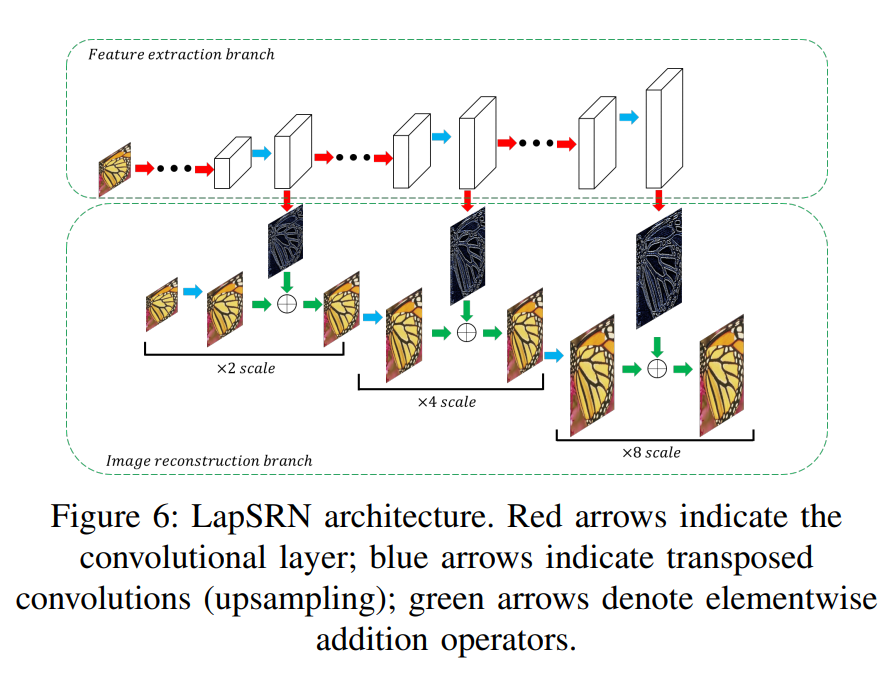 Feature extraction branch
×2 scale
×4 scale
×8 scale
Image reconstruction branch
Figure 6: LapSRN architecture. Red arrows indicate the
convolutional layer; blue arrows indicate transposed
convolutions (upsampling); green arrows denote elementwise
addition operators.